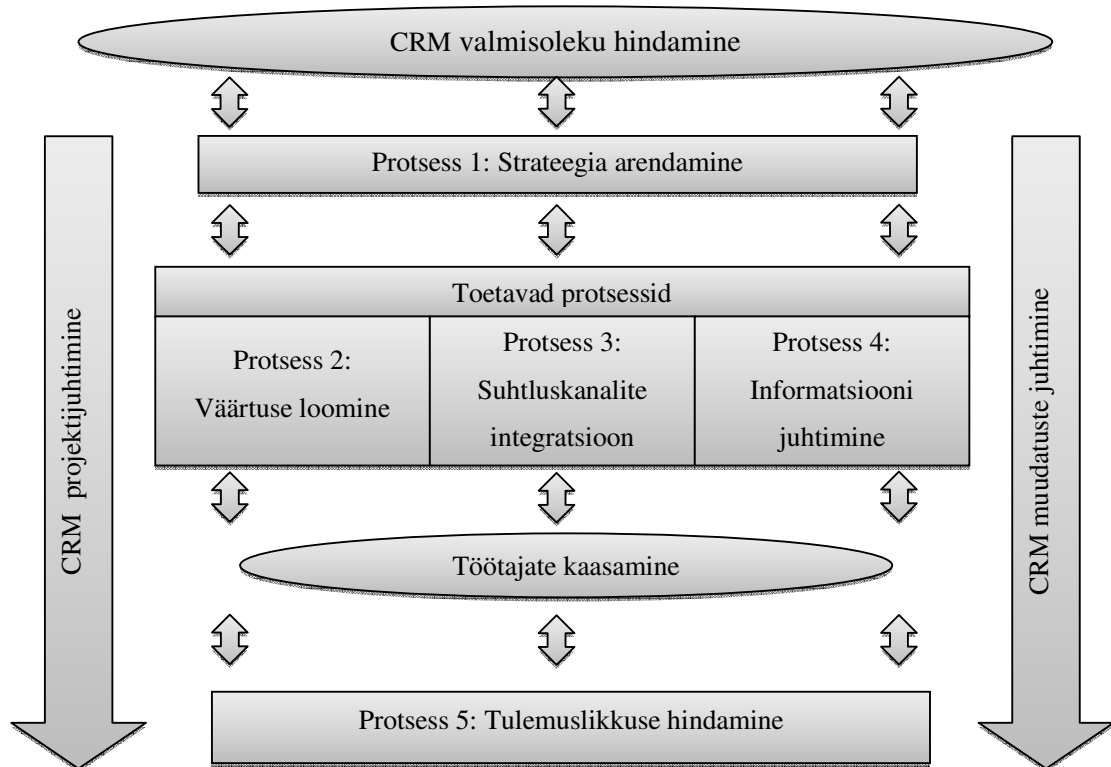 CRM valmisoleku hindamine
Protsess 1: Strateegia arendamine
Toetavad protsessid
Protsess 2:
Väärtuse loomine
Protsess 3:
Suhtluskanalite
integratsioon
Protsess 4:
Informatsiooni
juhtimine
Töötajate kaasamine
Protsess 5: Tulemuslikkuse hindamine
CRM projektijuhtimine
CRM muudatuste juhtimine